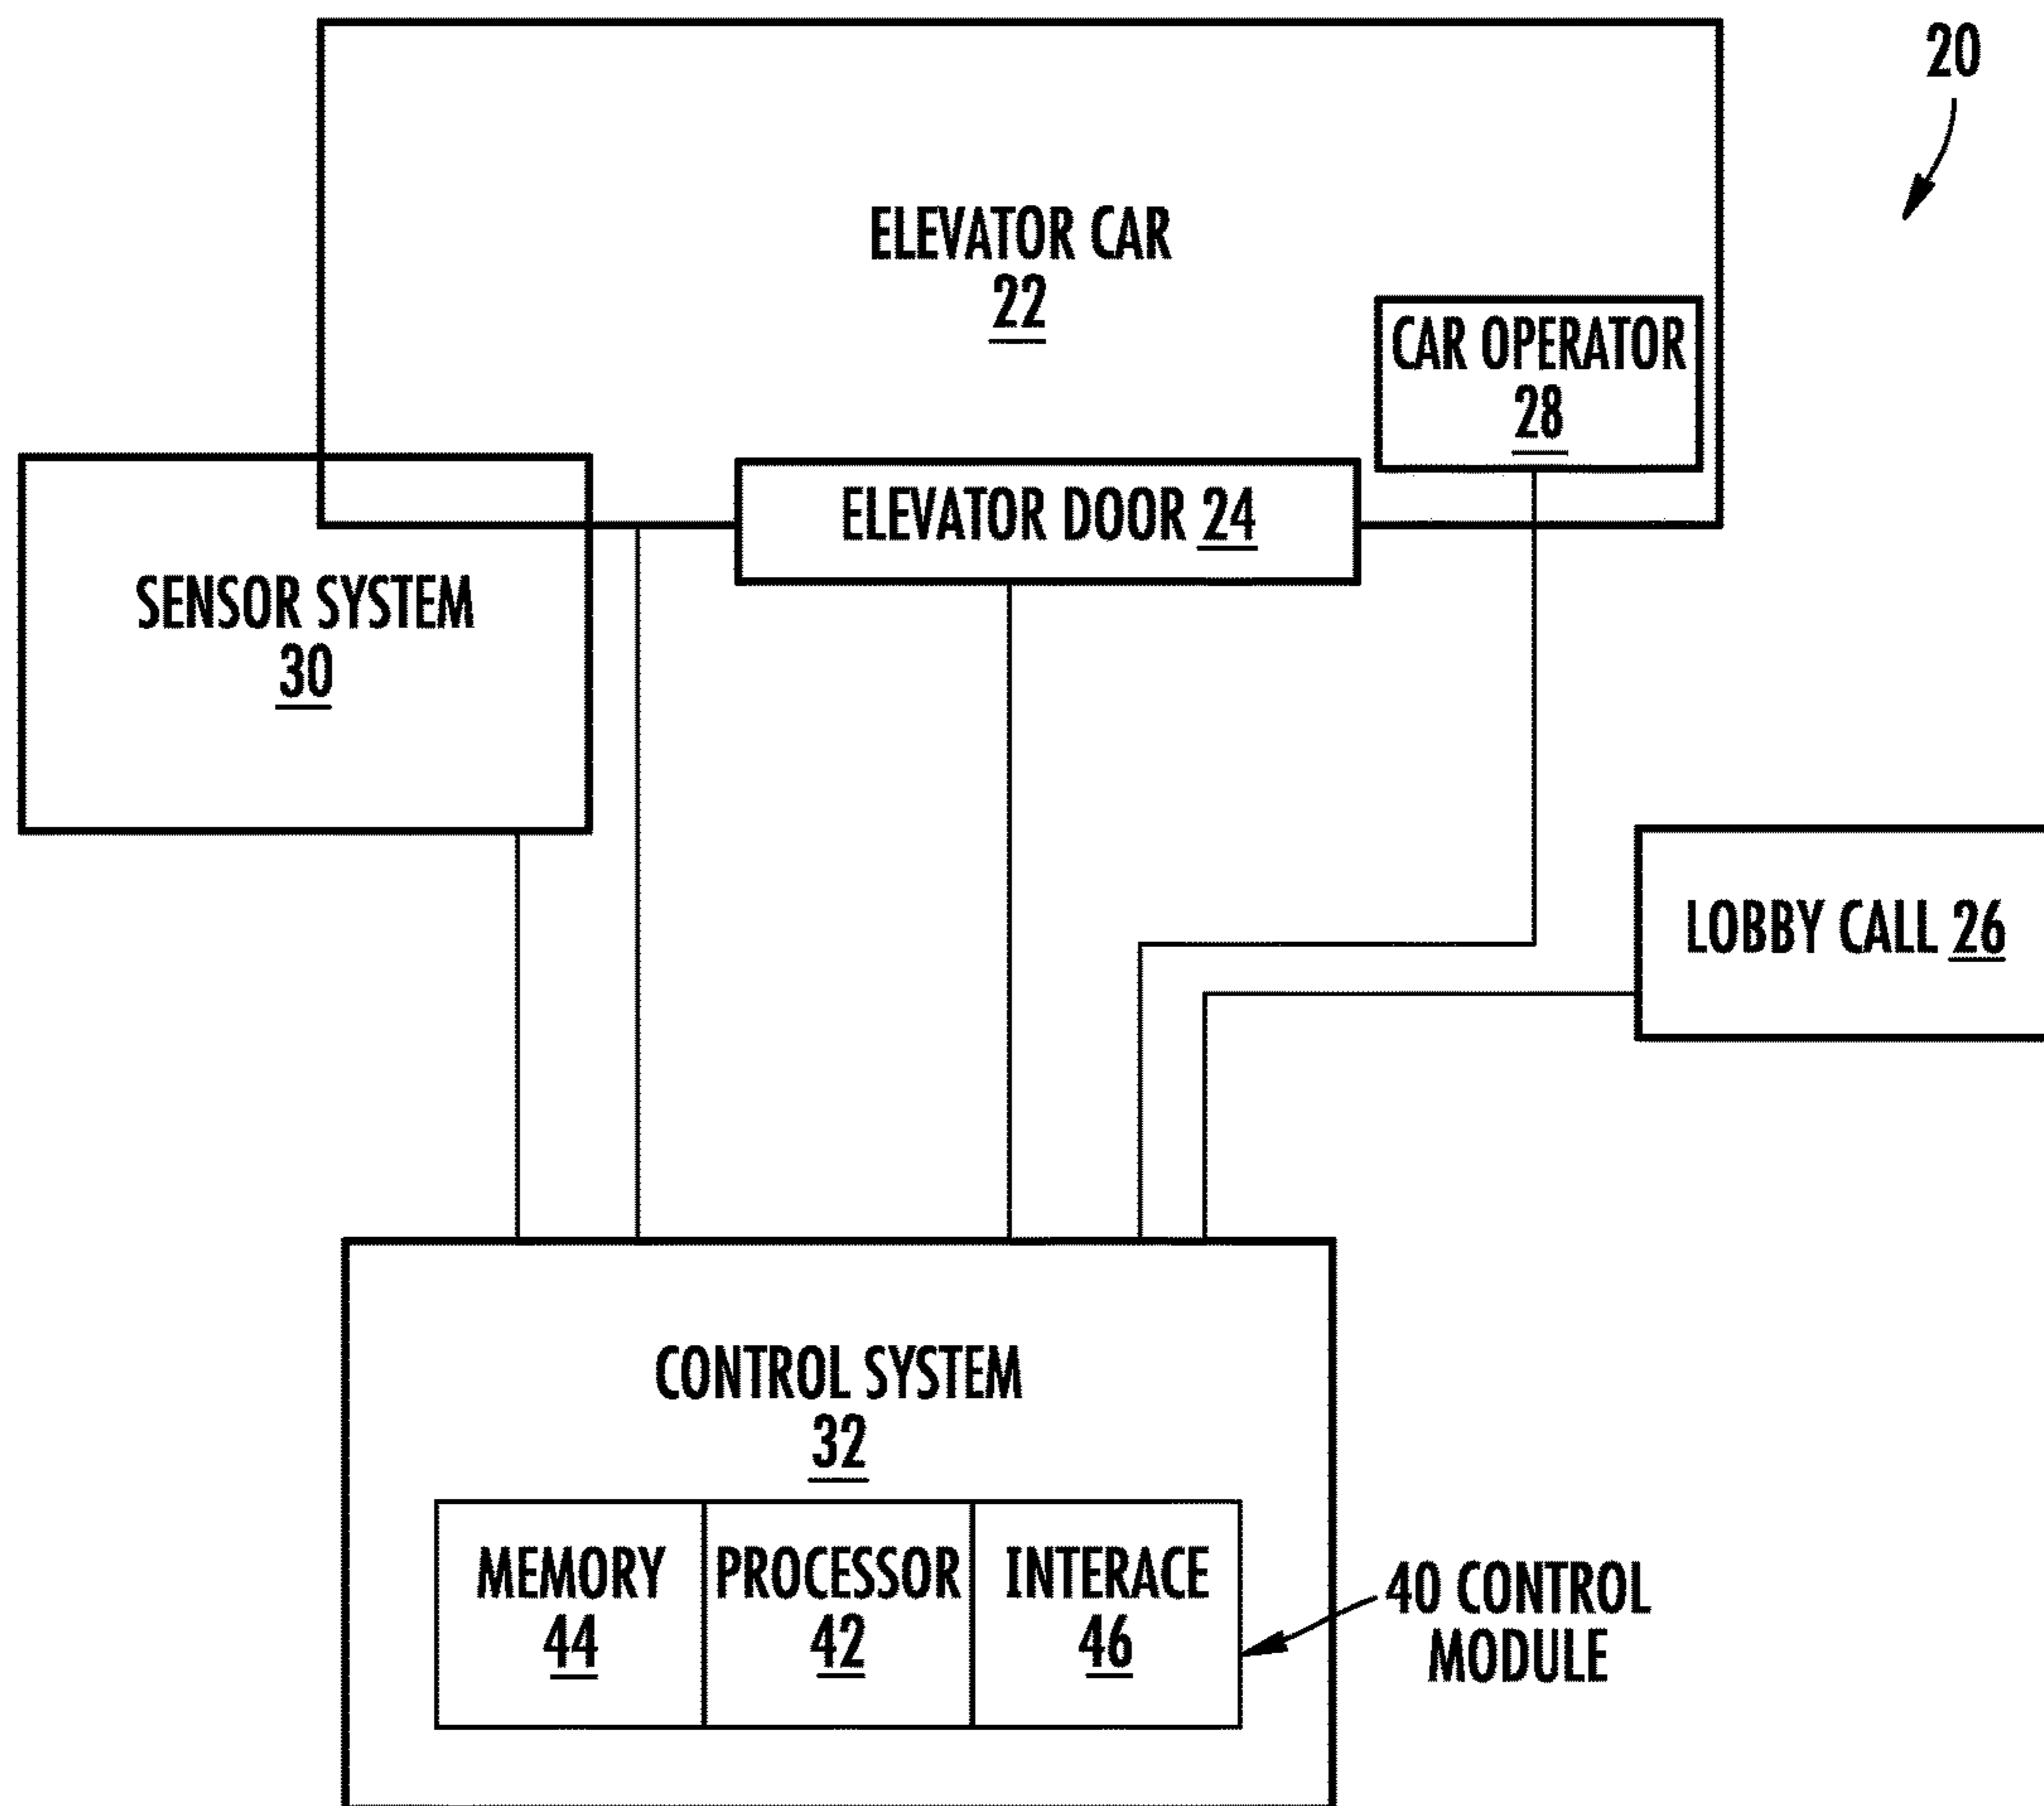 20
ELEVATOR CAR
22
CAR OPERATOR
28
ELEVATOR DOOR 24
SENSOR SYSTEM
30
LOBBY CALL 26
CONTROL SYSTEM
32
MEMORY
44
PROCESSOR
42
INTERACE
46
40 CONTROL
MODULE